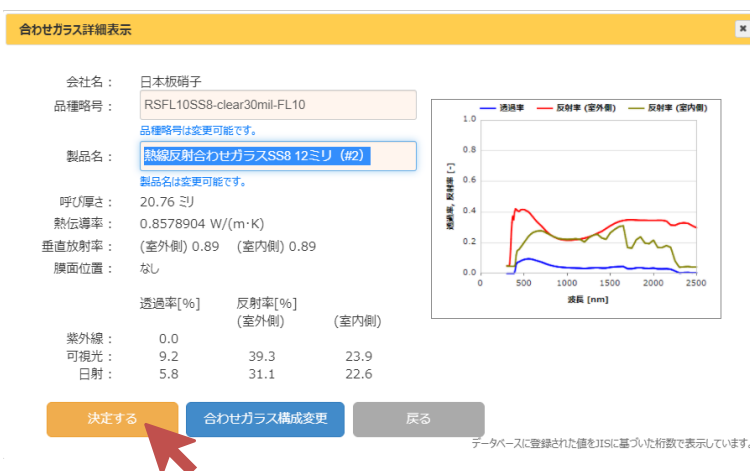 合わせガラス詳細表示
会社名： 日本板硝子
品種略号： RSFL10SS8-clear30mil-FL10
品種略号は変更可能です。
製品名： 熱線反射合わせガラスSS8 12ミリ（#2）
製品名は変更可能です。
呼び厚さ： 20.76 ミリ
熱伝導率： 0.8578904 W/(m･K)
垂直放射率： (室外側) 0.89 (室内側) 0.89
膜面位置： なし
透過率[%] 反射率[%]
(室外側) (室内側)
紫外線： 0.0
可視光： 9.2 39.3 23.9
日射： 5.8 31.1 22.6
透過率 反射率 (室外側) 反射率 (室内側)
透過率, 反射率 [-]
1.0
0.8
0.6
0.4
0.2
0.0
0 500 1000 1500 2000 2500
波長 [nm]
決定する 合わせガラス構成変更 戻る
データベースに登録された値をJISに基づいた桁数で表示しています。